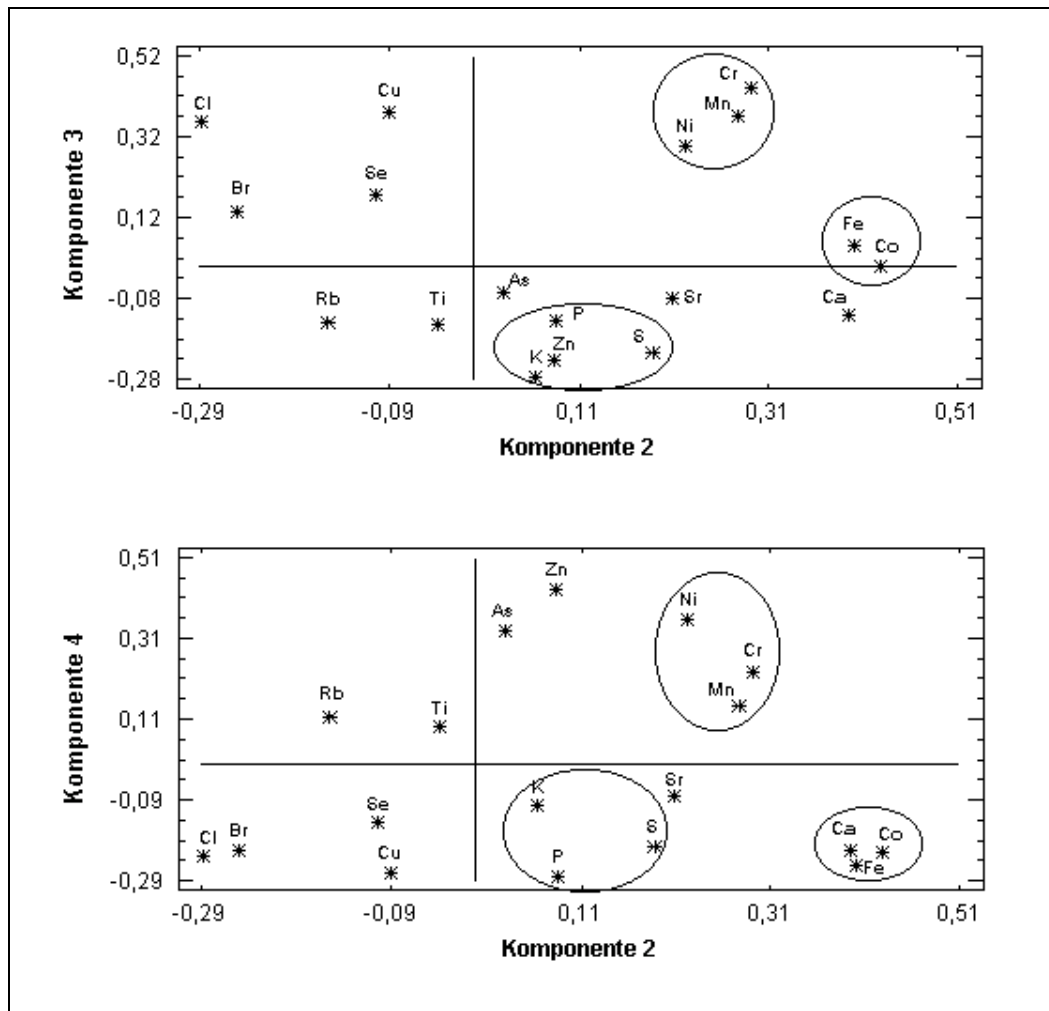 0,52
Cr
Cl
Cu
Mn
0,32
Ni
Br
Se
0,12
Fe
Co
-0,08
Rb
Ti
As
P
Sr
Ca
K
Zn
S
-0,28
-0,29
-0,09
0,11
0,31
0,51
Komponente 3
Komponente 2
0,51
Zn
As
Ni
0,31
Cr
Rb
Ti
Mn
0,11
K
Sr
-0,09
Cl
Br
Se
Cu
P
S
Ca
Co
Fe
-0,29
-0,29
-0,09
0,11
0,31
0,51
Komponente 4
Komponente 2